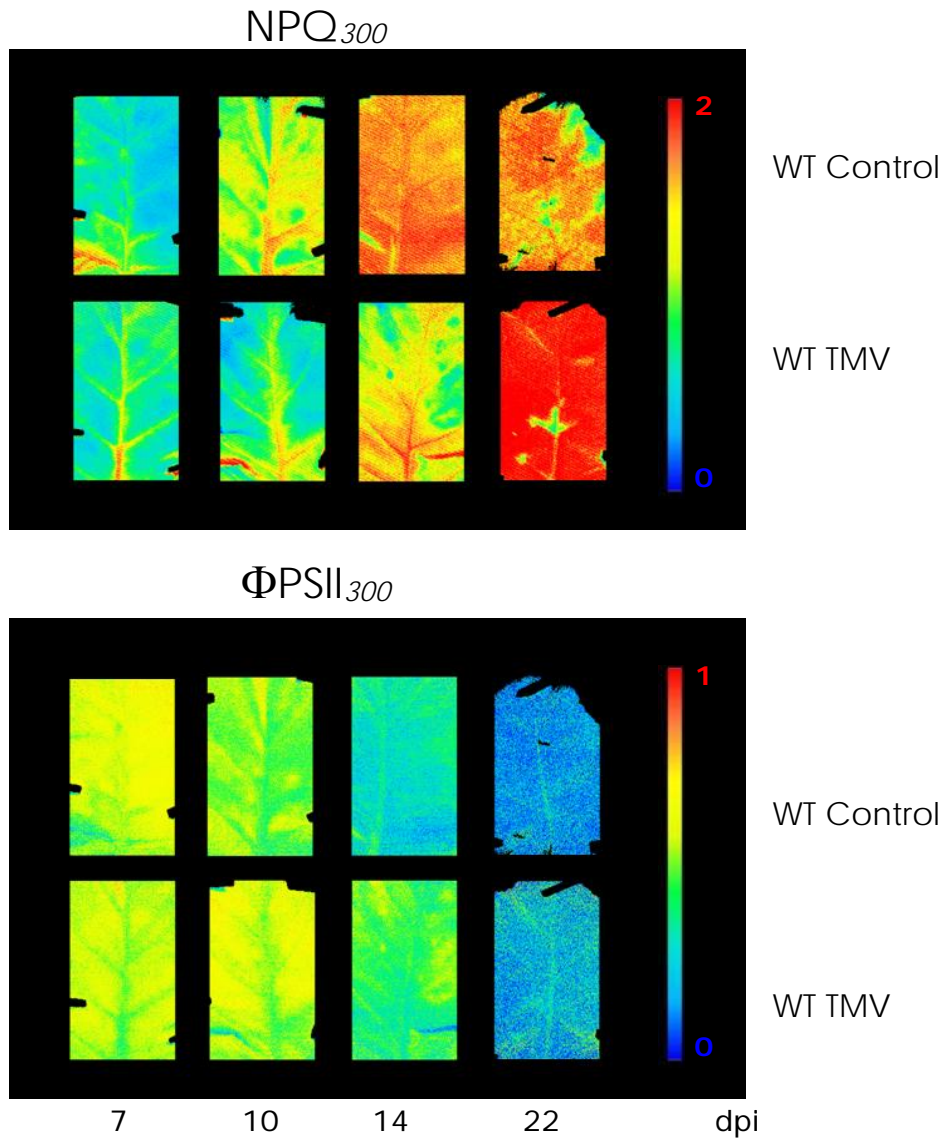 NPQ300
2
WT Control
WT TMV
0
ΦPSII300
1
WT Control
WT TMV
0
7 10 14 22 dpi